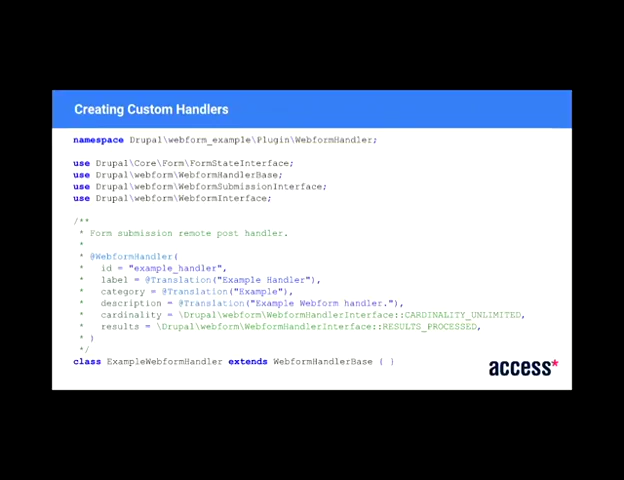 Creating Custom Handlers
namespace Drupal\webform_example\Plugin\WebformHandler;
use Drupal\Core\Form\FormStateInterface;
use Drupal\webform\WebformHandlerBase;
use Drupal\webform\WebformSubmissionInterface;
use Drupal\webform\WebformInterface;
/**
* Form submission remote post handler.
*
* @WebformHandler(
* id = "example_handler",
* label = @Translation("Example Handler"),
* category = @Translation("Example"),
* description = @Translation("Example Webform handler."),
* cardinality = \Drupal\webform\WebformHandlerInterface::CARDINALITY_UNLIMITED,
* results = \Drupal\webform\WebformHandlerInterface::RESULTS_PROCESSED,
* )
*/
class ExampleWebformHandler extends WebformHandlerBase { }
access*